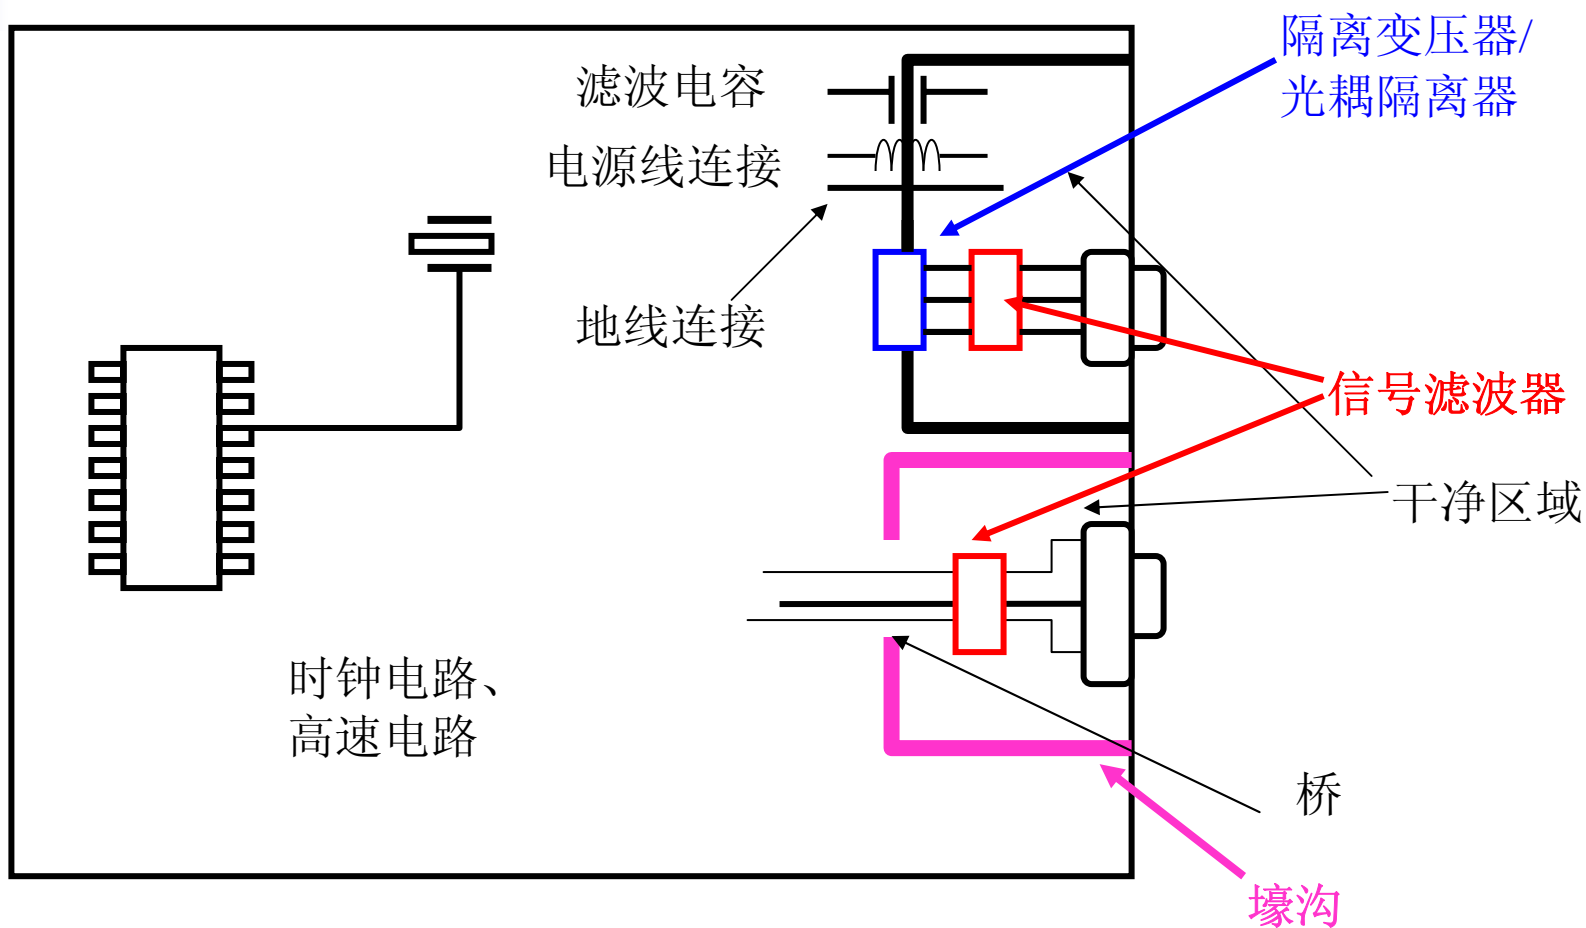 隔离变压器/
光耦隔离器
滤波电容
电源线连接
地线连接
信号滤波器
干净区域
时钟电路、
高速电路
桥
壕沟